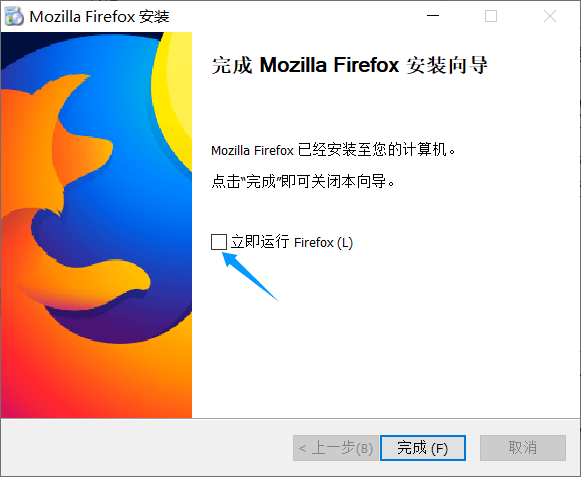 Mozilla Firefox 安装
完成 Mozilla Firefox 安装向导
Mozilla Firefox 已经安装至您的计算机。
点击“完成”即可关闭本向导。
立即运行 Firefox (L)
< 上一步(B)
完成 (F)
取消